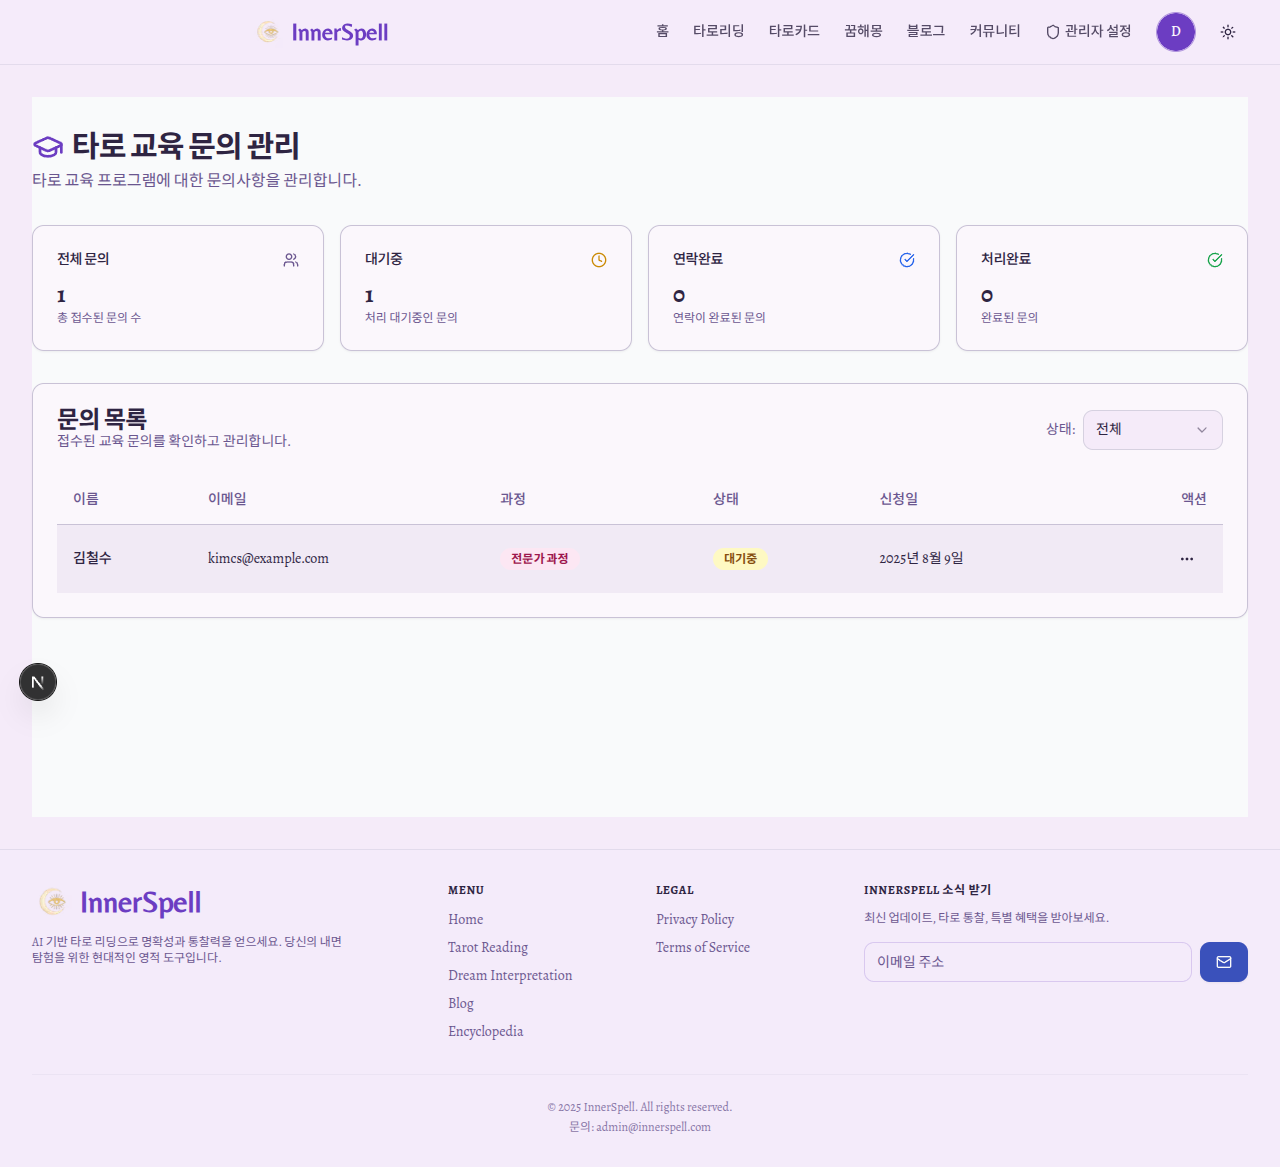 InnerSpell
홈
타로리딩
타로카드
꿈해몽
블로그
커뮤니티
관리자 설정
D
타로 교육 문의 관리
타로 교육 프로그램에 대한 문의사항을 관리합니다.
전체 문의
1
총 접수된 문의 수
대기중
1
처리 대기중인 문의
연락완료
0
연락이 완료된 문의
처리완료
0
완료된 문의
문의 목록
접수된 교육 문의를 확인하고 관리합니다.
상태:
전체
이름
이메일
과정
상태
신청일
액션
김철수
kimcs@example.com
전문가 과정
대기중
2025년 8월 9일
N
InnerSpell
AI 기반 타로 리딩으로 명확성과 통찰력을 얻으세요. 당신의 내면
탐험을 위한 현대적인 영적 도구입니다.
MENU
Home
Tarot Reading
Dream Interpretation
Blog
Encyclopedia
LEGAL
Privacy Policy
Terms of Service
INNERSPELL 소식 받기
최신 업데이트, 타로 통찰, 특별 혜택을 받아보세요.
이메일 주소
© 2025 InnerSpell. All rights reserved.
문의: admin@innerspell.com